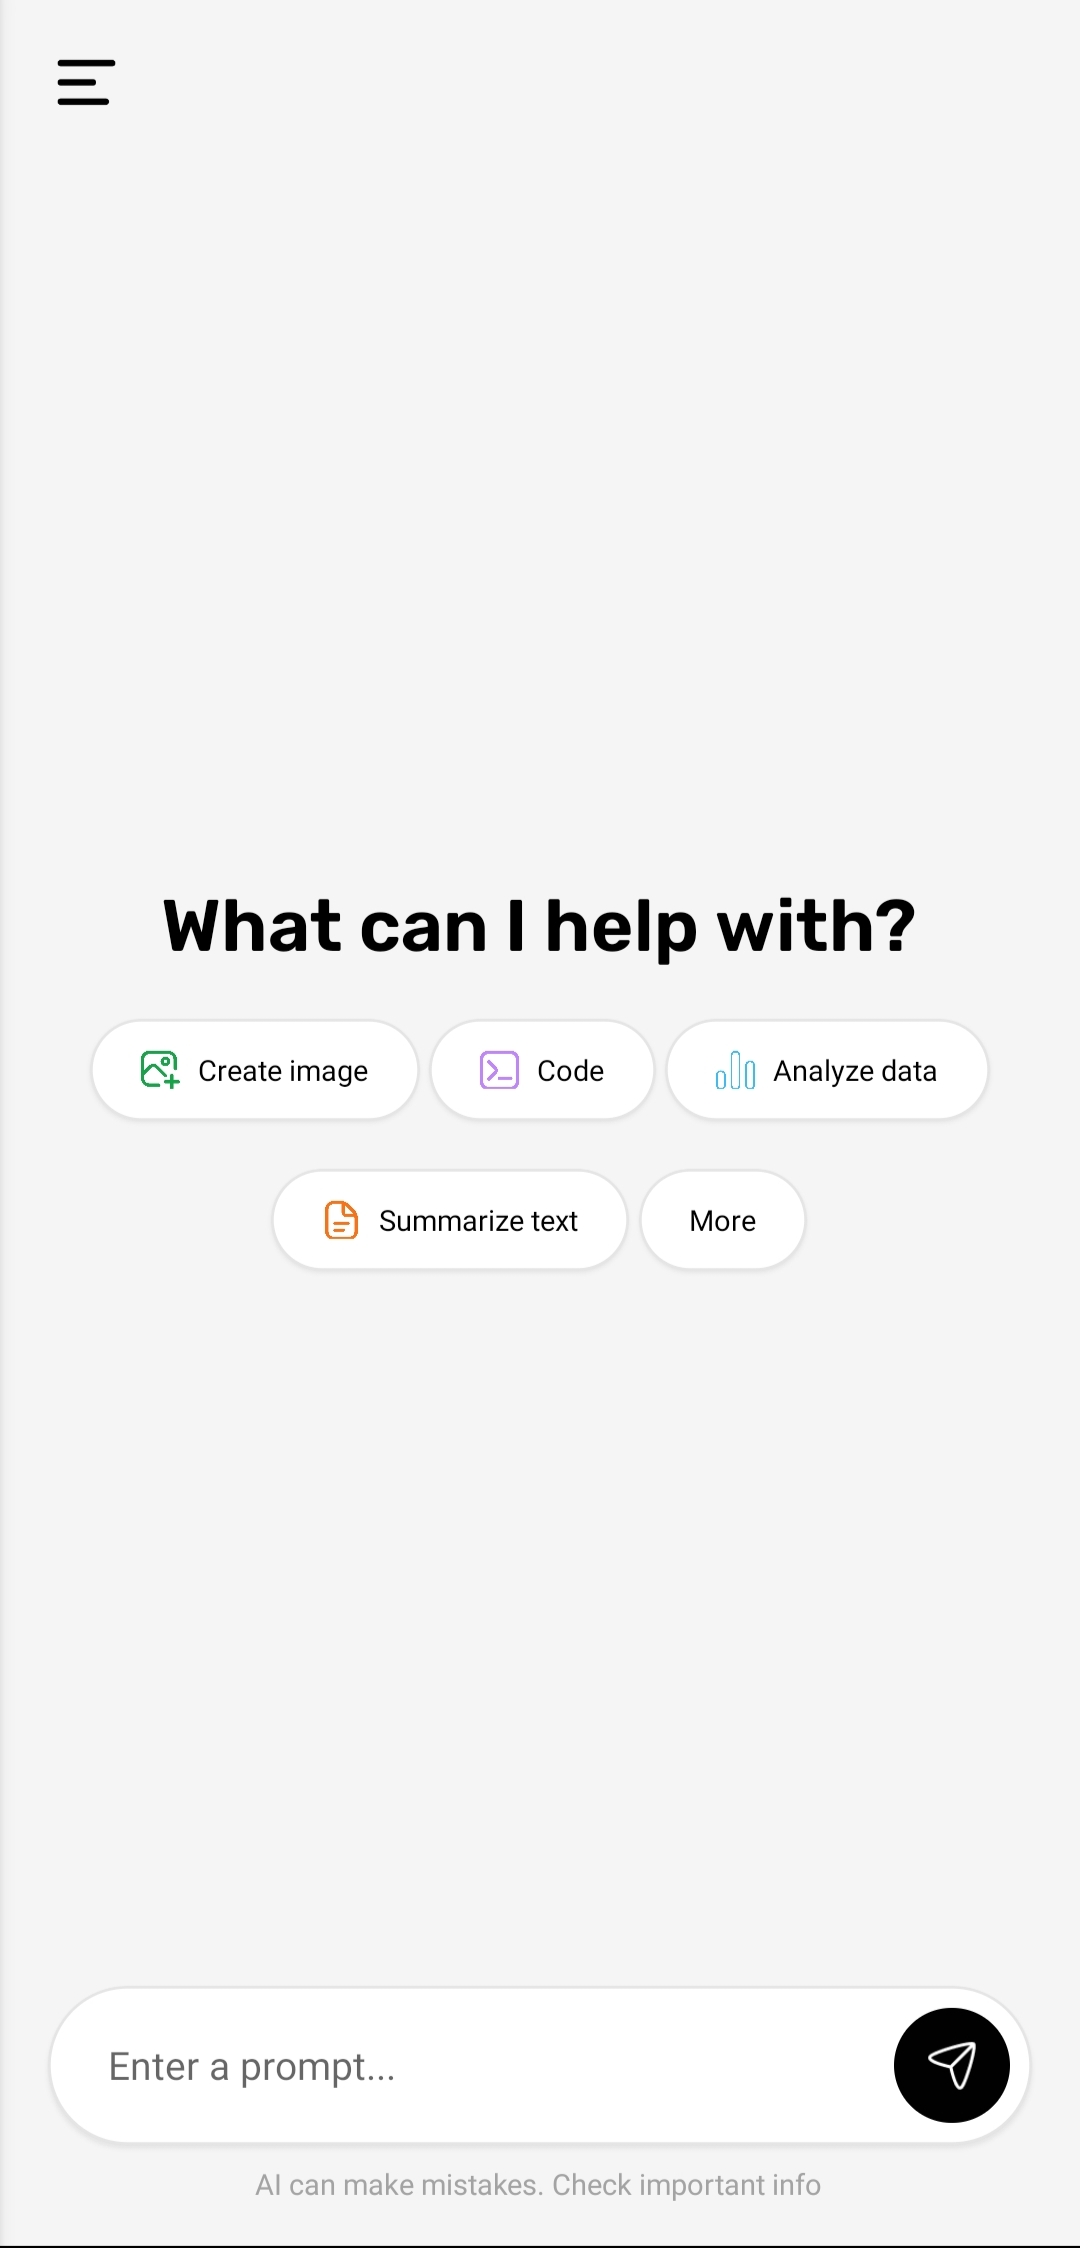 What can I help with?
Create image
Code
Analyze data
Summarize text
More
Enter a prompt...
AI can make mistakes. Check important info